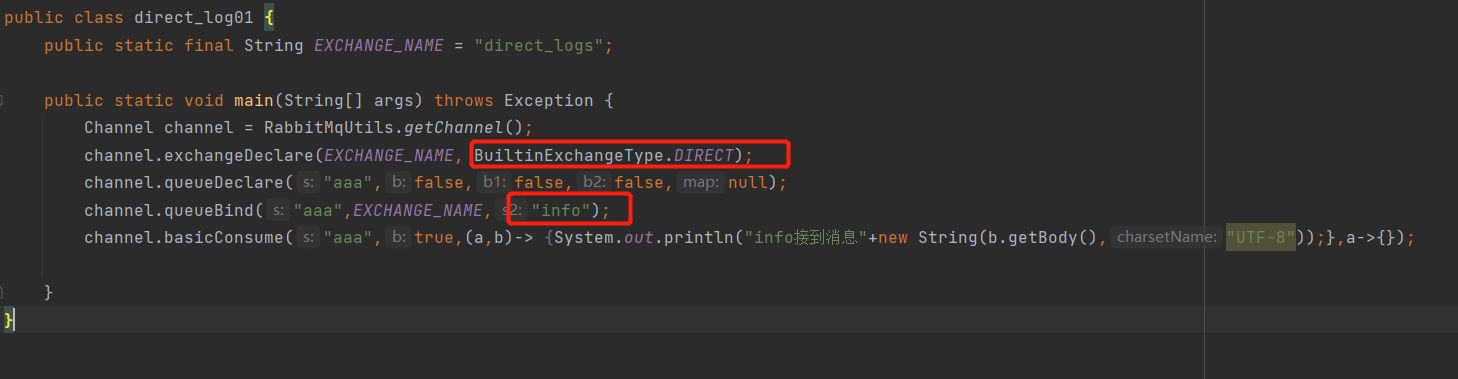 public class direct_log01 {
public static final String EXCHANGE_NAME = "direct_logs";
public static void main(String[] args) throws Exception {
Channel channel = RabbitMqUtils.getChannel();
channel.exchangeDeclare(EXCHANGE_NAME, BuiltinExchangeType.DIRECT);
channel.queueDeclare( s: "aaa", b: false, b1: false, b2: false, map: null);
channel.queueBind( s: "aaa",EXCHANGE_NAME, s2: "info");
channel.basicConsume( s: "aaa", b: true,(a,b)-> {System.out.println("info接到消息"+new String(b.getBody(), charsetName: "UTF-8"));},a->{});
}
}